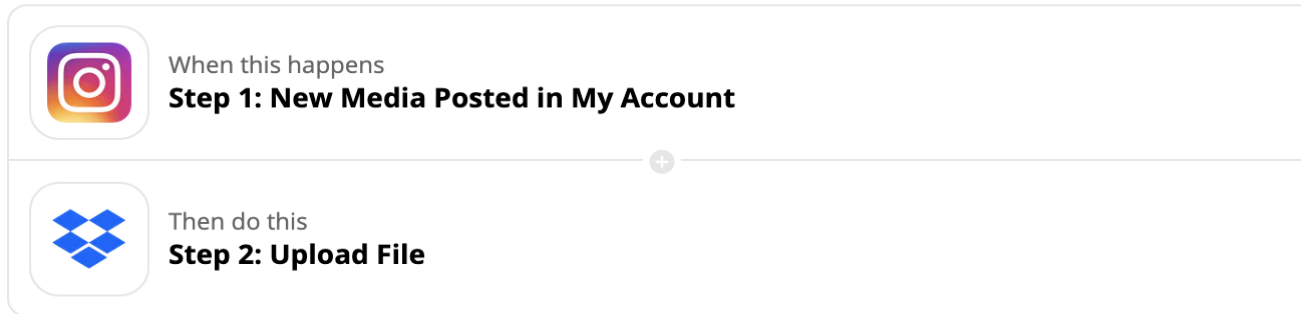 When this happens
Step 1: New Media Posted in My Account
Then do this
Step 2: Upload File